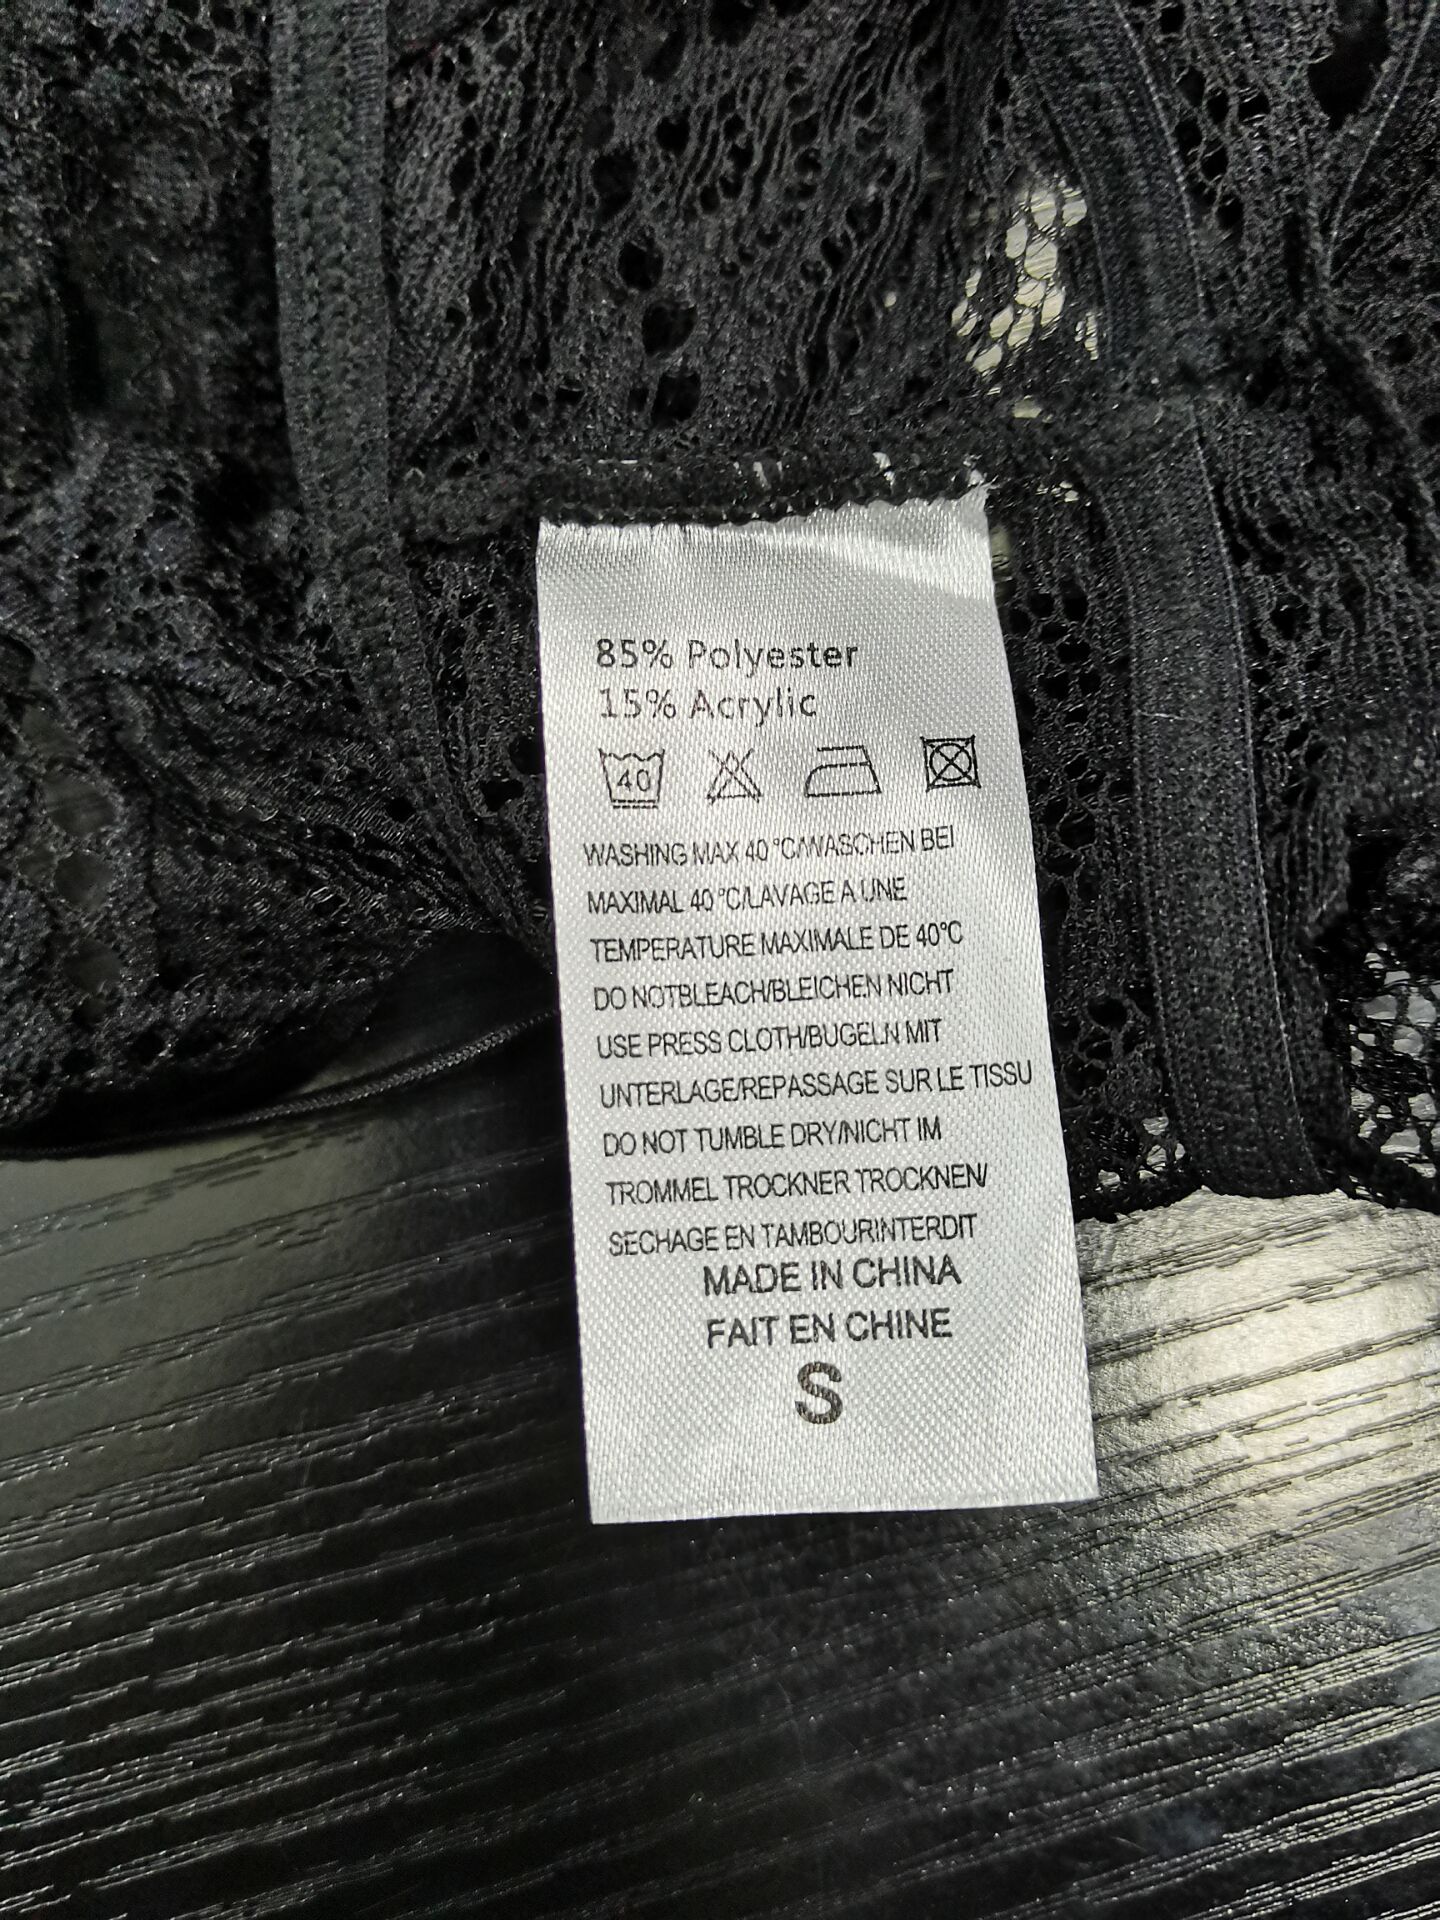 85% Polyester
15% Acrylic
40
WASHING MAX 40 °C/WASCHEN BEI
MAXIMAL 40 °C/LAVAGE A UNE
TEMPERATURE MAXIMALE DE 40°C
DO NOTBLEACH/BLEICHEN NICHT
USE PRESS CLOTH/BUGELN MIT
UNTERLAGE/REPASSAGE SUR LE TISSU
DO NOT TUMBLE DRY/NICHT IM
TROMMEL TROCKNER TROCKNEN/
SECHAGE EN TAMBOURINTERDIT
MADE IN CHINA
FAIT EN CHINE
S